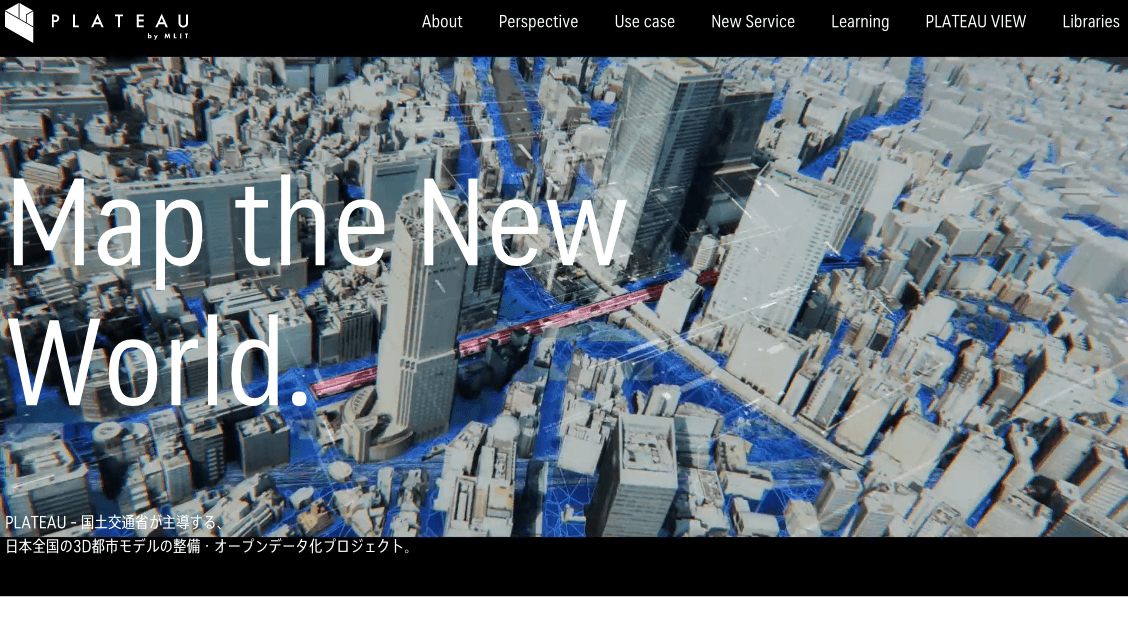 PLATEAU
by MLIT
About Perspective Use case New Service Learning PLATEAU VIEW Libraries
Map the New
World.
PLATEAU – 国土交通省が主導する、
日本全国の3D都市モデルの整備・オープンデータ化プロジェクト。